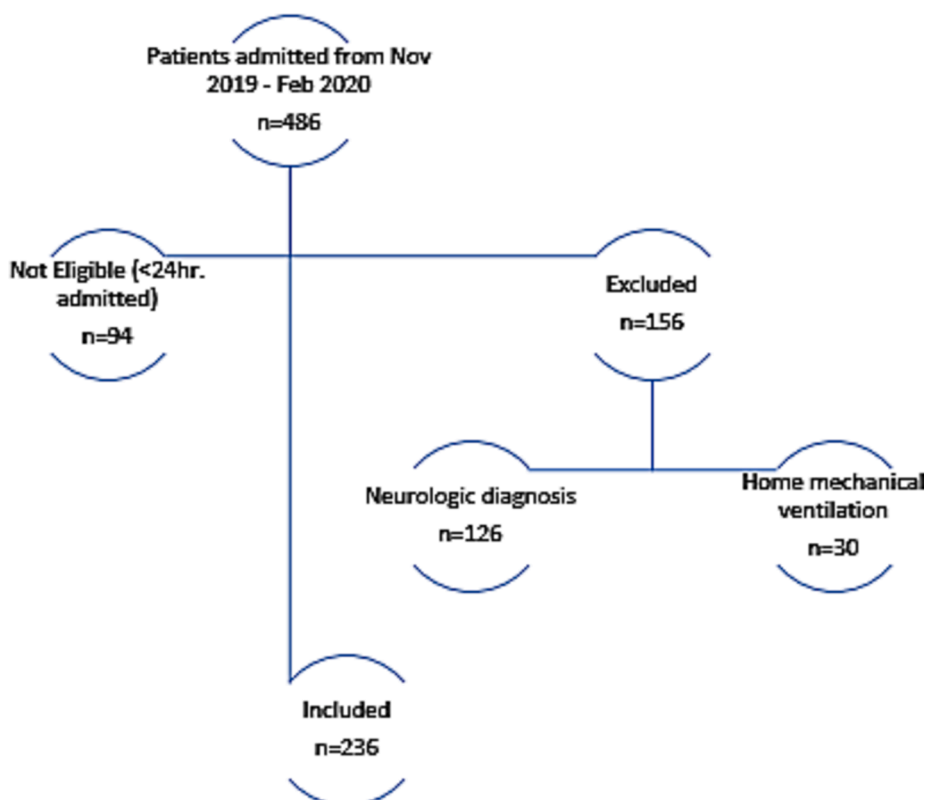 Patients admitted from Nov
2019 - Feb 2020
n=486
Not Eligible (<24hr.
admitted)
n=94
Excluded
n=156
Neurologic diagnosis
n=126
Home mechanical
ventilation
n=30
Included
n=236